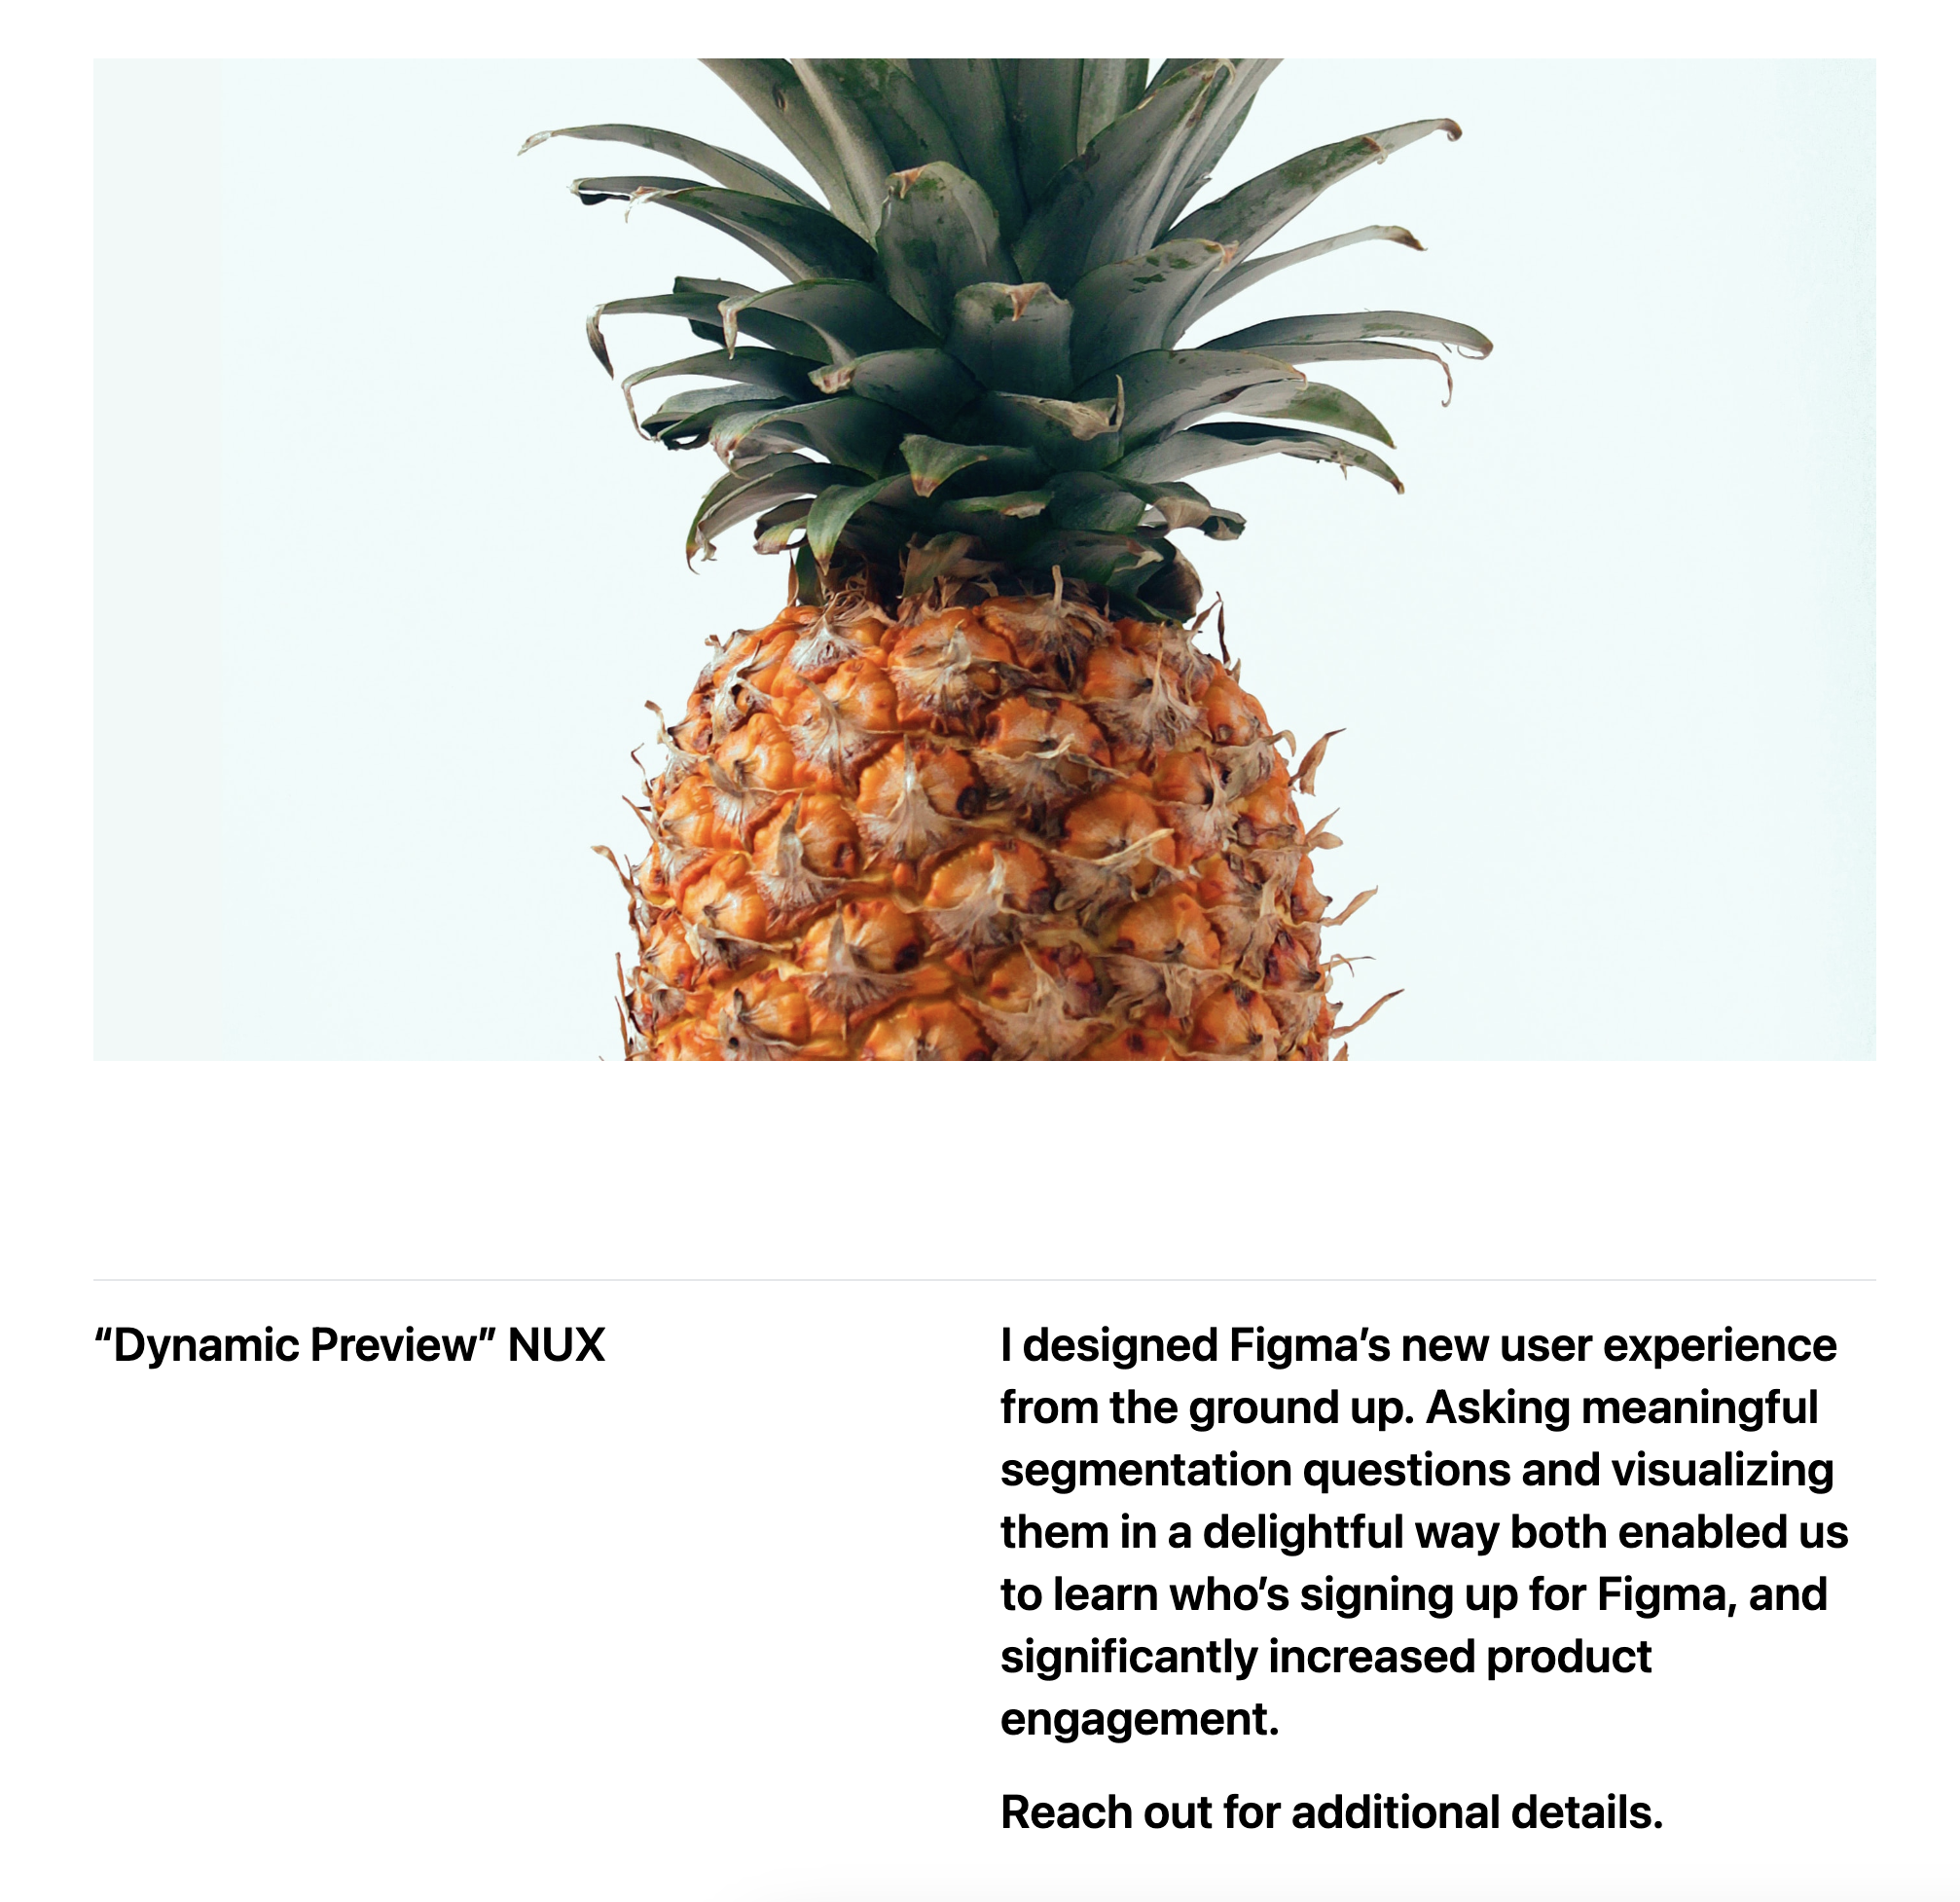 “Dynamic Preview” NUX
I designed Figma’s new user experience
from the ground up. Asking meaningful
segmentation questions and visualizing
them in a delightful way both enabled us
to learn who’s signing up for Figma, and
significantly increased product
engagement.
Reach out for additional details.